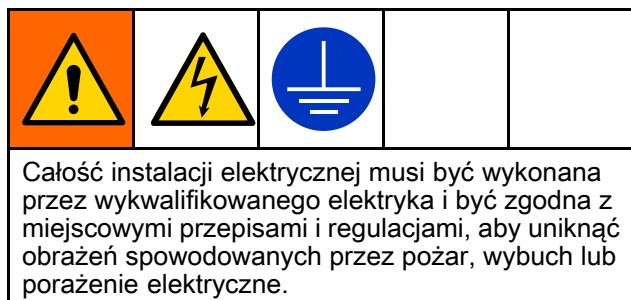 Całość instalacji elektrycznej musi być wykonana
przez wykwalifikowanego elektryka i być zgodna z
miejscowymi przepisami i regulacjami, aby uniknąć
obrażeń spowodowanych przez pożar, wybuch lub
porażenie elektryczne.